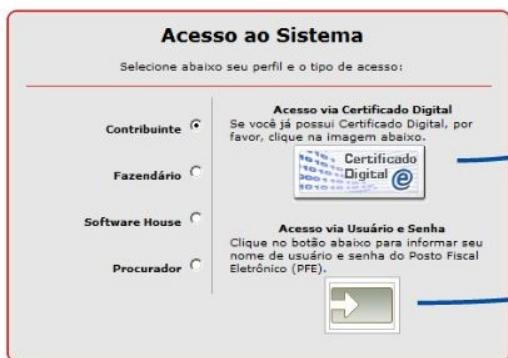 Acesso ao Sistema
Selecione abaixo seu perfil e o tipo de acesso:
Contribuinte
Fazendário
Software House
Procurador
Acesso via Certificado Digital
Se você já possui Certificado Digital, por
favor, clique na imagem abaixo.
Certificado
Digital e
Acesso via Usuário e Senha
Clique no botão abaixo para informar seu
nome de usuário e senha do Posto Fiscal
Eletrônico (PFE).